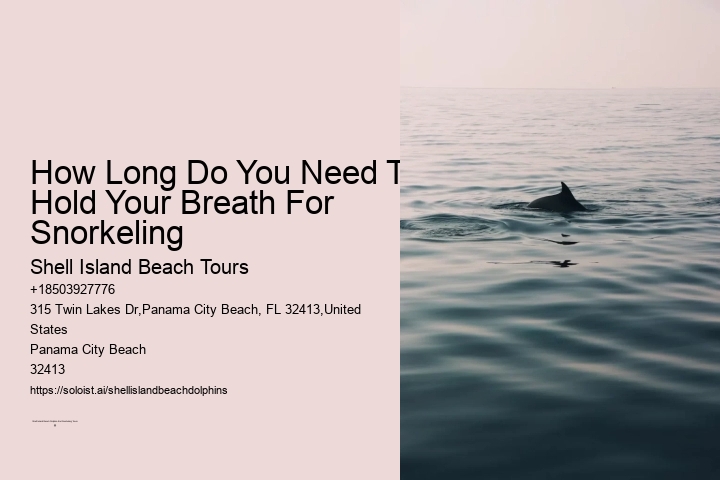 How Long Do You Need T
Hold Your Breath For
Snorkeling
Shell Island Beach Tours
+18503927776
315 Twin Lakes Dr,Panama City Beach, FL 32413,United
States
Panama City Beach
32413
https://soloist.ai/shellislandbeachdolphins